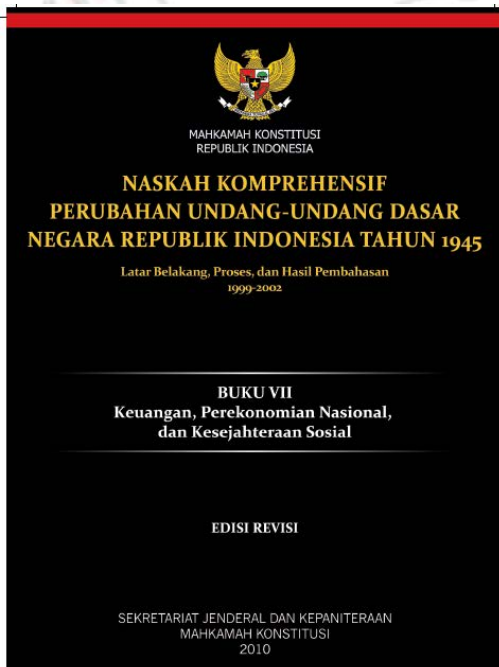 MAHKAMAH KONSTITUSI
REPUBLIK INDONESIA
NASKAH KOMPREHENSIF
PERUBAHAN UNDANG-UNDANG DASAR
NEGARA REPUBLIK INDONESIA TAHUN 1945
Latar Belakang, Proses, dan Hasil Pembahasan
1999-2002
BUKU VII
Keuangan, Perekonomian Nasional,
dan Kesejahteraan Sosial
EDISI REVISI
SEKRETARIAT JENDERAL DAN KEPANITERAAN
MAHKAMAH KONSTITUSI
2010